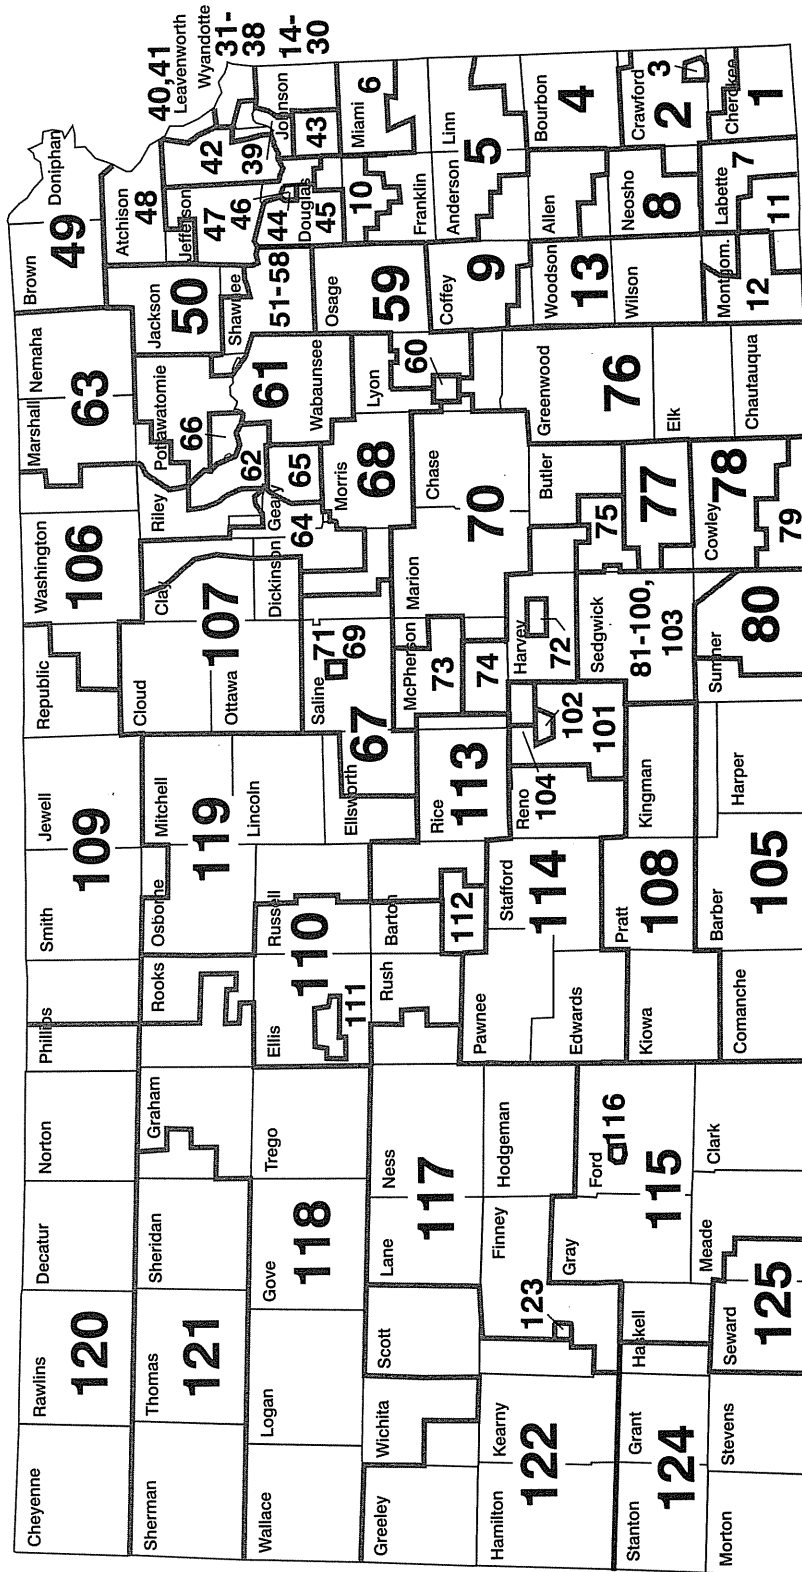 Cheyenne
Rawlins
120
Decatur
Norton
Phillips
Smith
109
Jewell
Republic
Washington
106
Marshall
Nemaha
63
Brown
49
Doniphan
Sherman
Thomas
121
Sheridan
Graham
Rooks
Osborne
119
Mitchell
Cloud
107
Clay
Riley
Pottawatomie
66
Jackson
50
Atchison
48
40,41
Leavenworth
Wyandotte
31-
38
14-
30
Wallace
Logan
Gove
118
Trego
Ellis
111
110
Russell
Lincoln
Ottawa
Dickinson
Geary
62
64
65
61
Wabaunsee
Shawnee
51-58
Jefferson
47
46
42
39
44
Douglas
45
Johnson
43
Greeley
Wichita
Scott
Lane
117
Ness
Rush
Barton
112
Ellsworth
67
Saline
71
69
Morris
68
Lyon
60
Osage
59
10
Franklin
Miami
6
Hamilton
122
Kearny
123
Finney
Hodgeman
Pawnee
Stafford
114
Rice
113
McPherson
73
74
Marion
70
Chase
Coffey
9
Anderson
5
Linn
Edwards
Reno
104
102
101
Harvey
72
Butler
75
Greenwood
76
Woodson
13
Allen
Bourbon
4
Stanton
124
Grant
Haskell
Gray
Ford
116
115
Kiowa
Pratt
108
Kingman
Sedgwick
81-100,
103
77
Elk
Wilson
Neosho
8
Crawford
2
3
Morton
Stevens
Seward
125
Meade
Clark
Comanche
Barber
105
Harper
Sumner
80
Cowley
78
79
Chautauqua
Montgom.
12
Labette
7
11
Cherokee
1